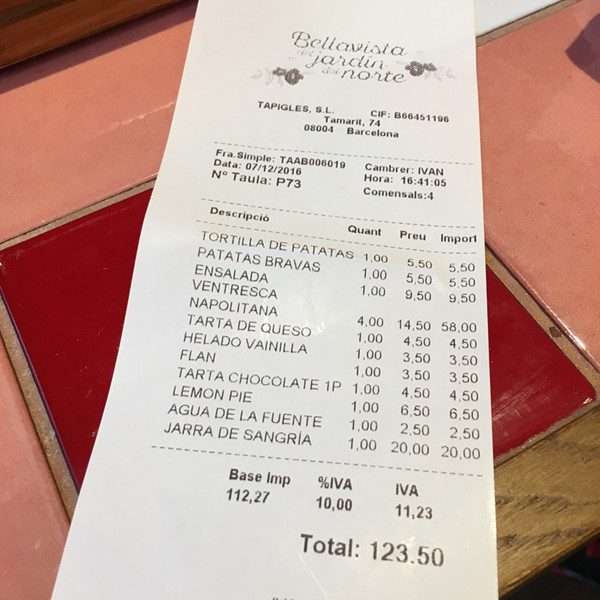 Bellavista
del
jardín
del
norte
TAPIGLES, S.L. CIF: B66451196
Tamarit, 74
08004 Barcelona
Fra.Simple: TAAB006019 Cambrer: IVAN
Data: 07/12/2016 Hora: 16:41:05
Nº Taula: P73 Comensals:4
Descripció Quant Preu Import
TORTILLA DE PATATAS 1,00 5,50 5,50
PATATAS BRAVAS 1,00 5,50 5,50
ENSALADA 1,00 9,50 9,50
VENTRESCA
NAPOLITANA 4,00 14,50 58,00
TARTA DE QUESO 1,00 4,50 4,50
HELADO VAINILLA 1,00 3,50 3,50
FLAN 1,00 3,50 3,50
TARTA CHOCOLATE 1P 1,00 4,50 4,50
LEMON PIE 1,00 6,50 6,50
AGUA DE LA FUENTE 1,00 2,50 2,50
JARRA DE SANGRÍA 1,00 20,00 20,00
Base Imp %IVA IVA
112,27 10,00 11,23
Total: 123.50